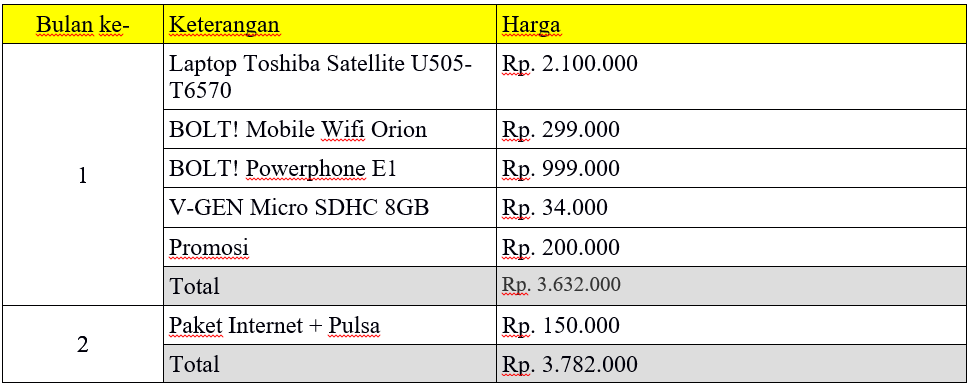 Bulan ke- Keterangan Harga
1
Laptop Toshiba Satellite U505- Rp. 2.100.000
T6570
BOLT! Mobile Wifi Orion Rp. 299.000
BOLT! Powerphone E1 Rp. 999.000
V-GEN Micro SDHC 8GB Rp. 34.000
Promosi Rp. 200.000
Total Rp. 3.632.000
2
Paket Internet + Pulsa Rp. 150.000
Total Rp. 3.782.000